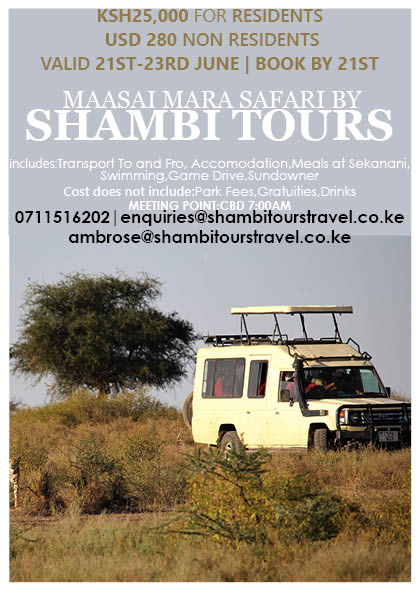 KSH25,000 FOR RESIDENTS
USD 280 NON RESIDENTS
VALID 21ST-23RD JUNE | BOOK BY 21ST
MAASAI MARA SAFARI BY
SHAMBI TOURS
includes:Transport To and Fro, Accomodation,Meals at Sekanani,
Swimming,Game Drive,Sundowner
Cost does not include:Park Fees,Gratuities,Drinks
MEETING POINT:CBD 7:00AM
0711516202|enquiries@shambitourstravel.co.ke
ambrose@shambitourstravel.co.ke